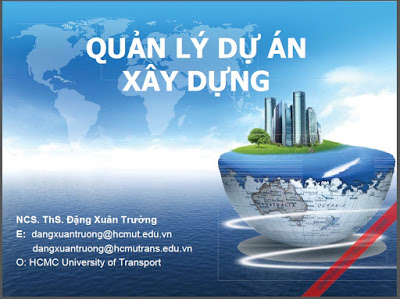 QUẢN LÝ DỰ ÁN
XÂY DỰNG
NCS. ThS. Đặng Xuân Trường
E: dangxuantruong@hcmut.edu.vn
dangxuantruong@hcmutrans.edu.vn
O: HCMC University of Transport